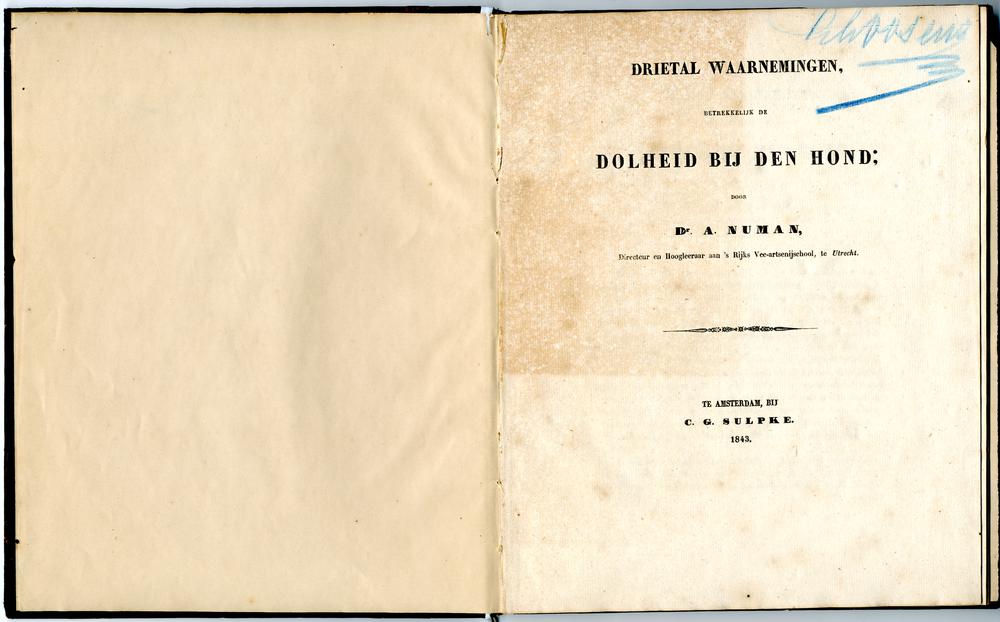 DRIETAL WAARNEMINGEN,
BETREKKELIJK DE
DOLHEID BIJ DEN HOND;
DOOR
Dr. A. NUMAN,
Directeur en Hoogleeraar aan 's Rijks Vee-artsenijschool, te Utrecht.
TE AMSTERDAM, BIJ
C. G. SULPKE.
1843.